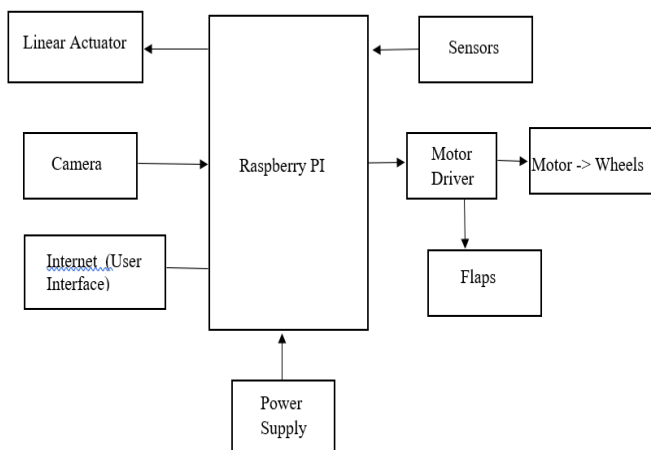 Linear Actuator
Sensors
Camera
Raspberry PI
Motor
Driver
Motor -> Wheels
Internet (User
Interface)
Flaps
Power
Supply